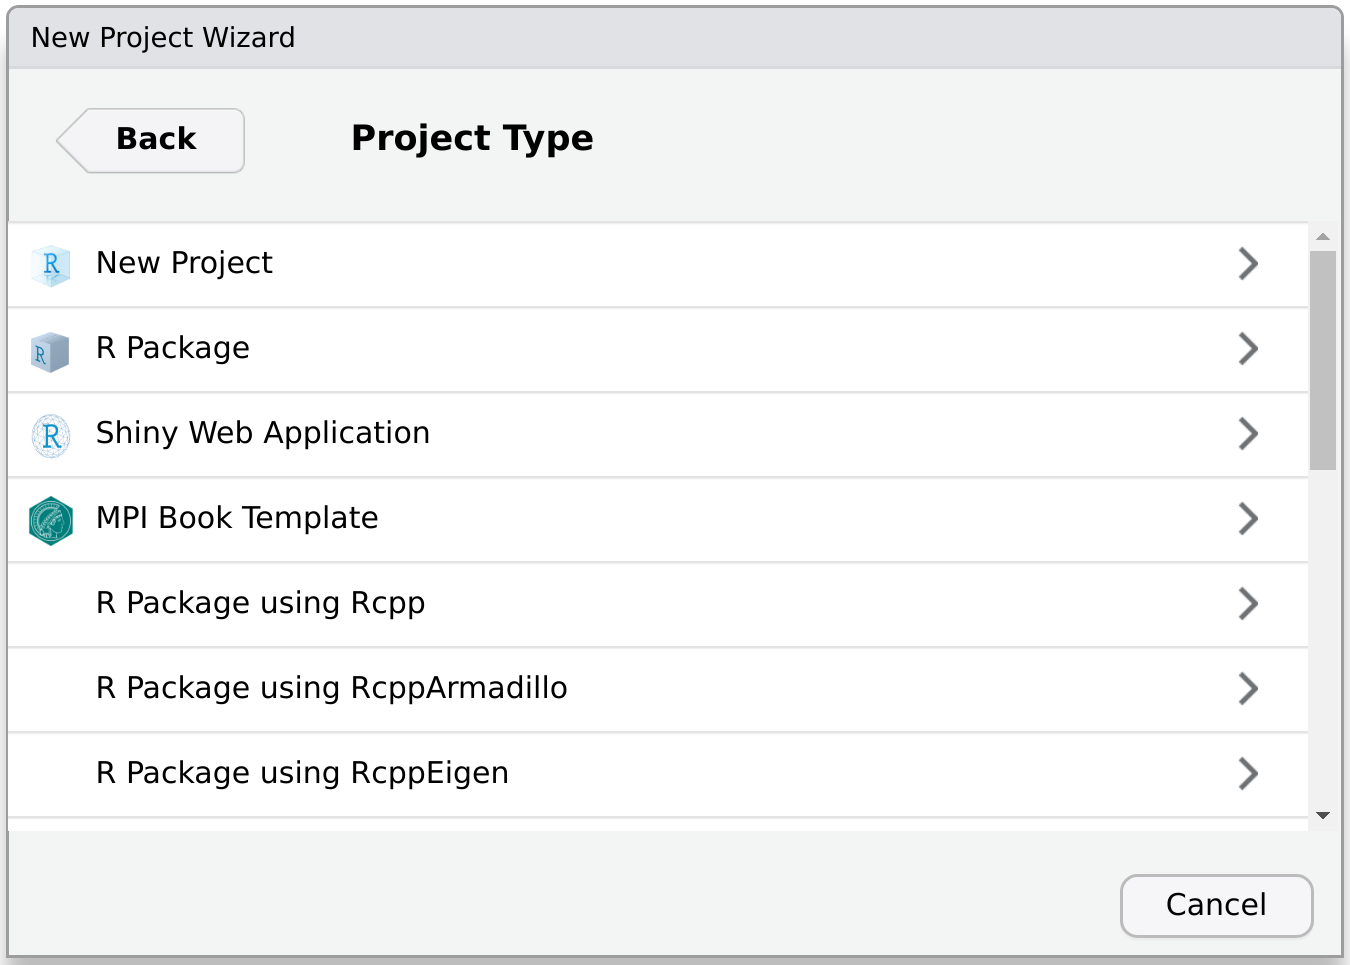 New Project Wizard
Back
Project Type
New Project
R Package
Shiny Web Application
MPI Book Template
R Package using Rcpp
R Package using RcppArmadillo
R Package using RcppEigen
Cancel